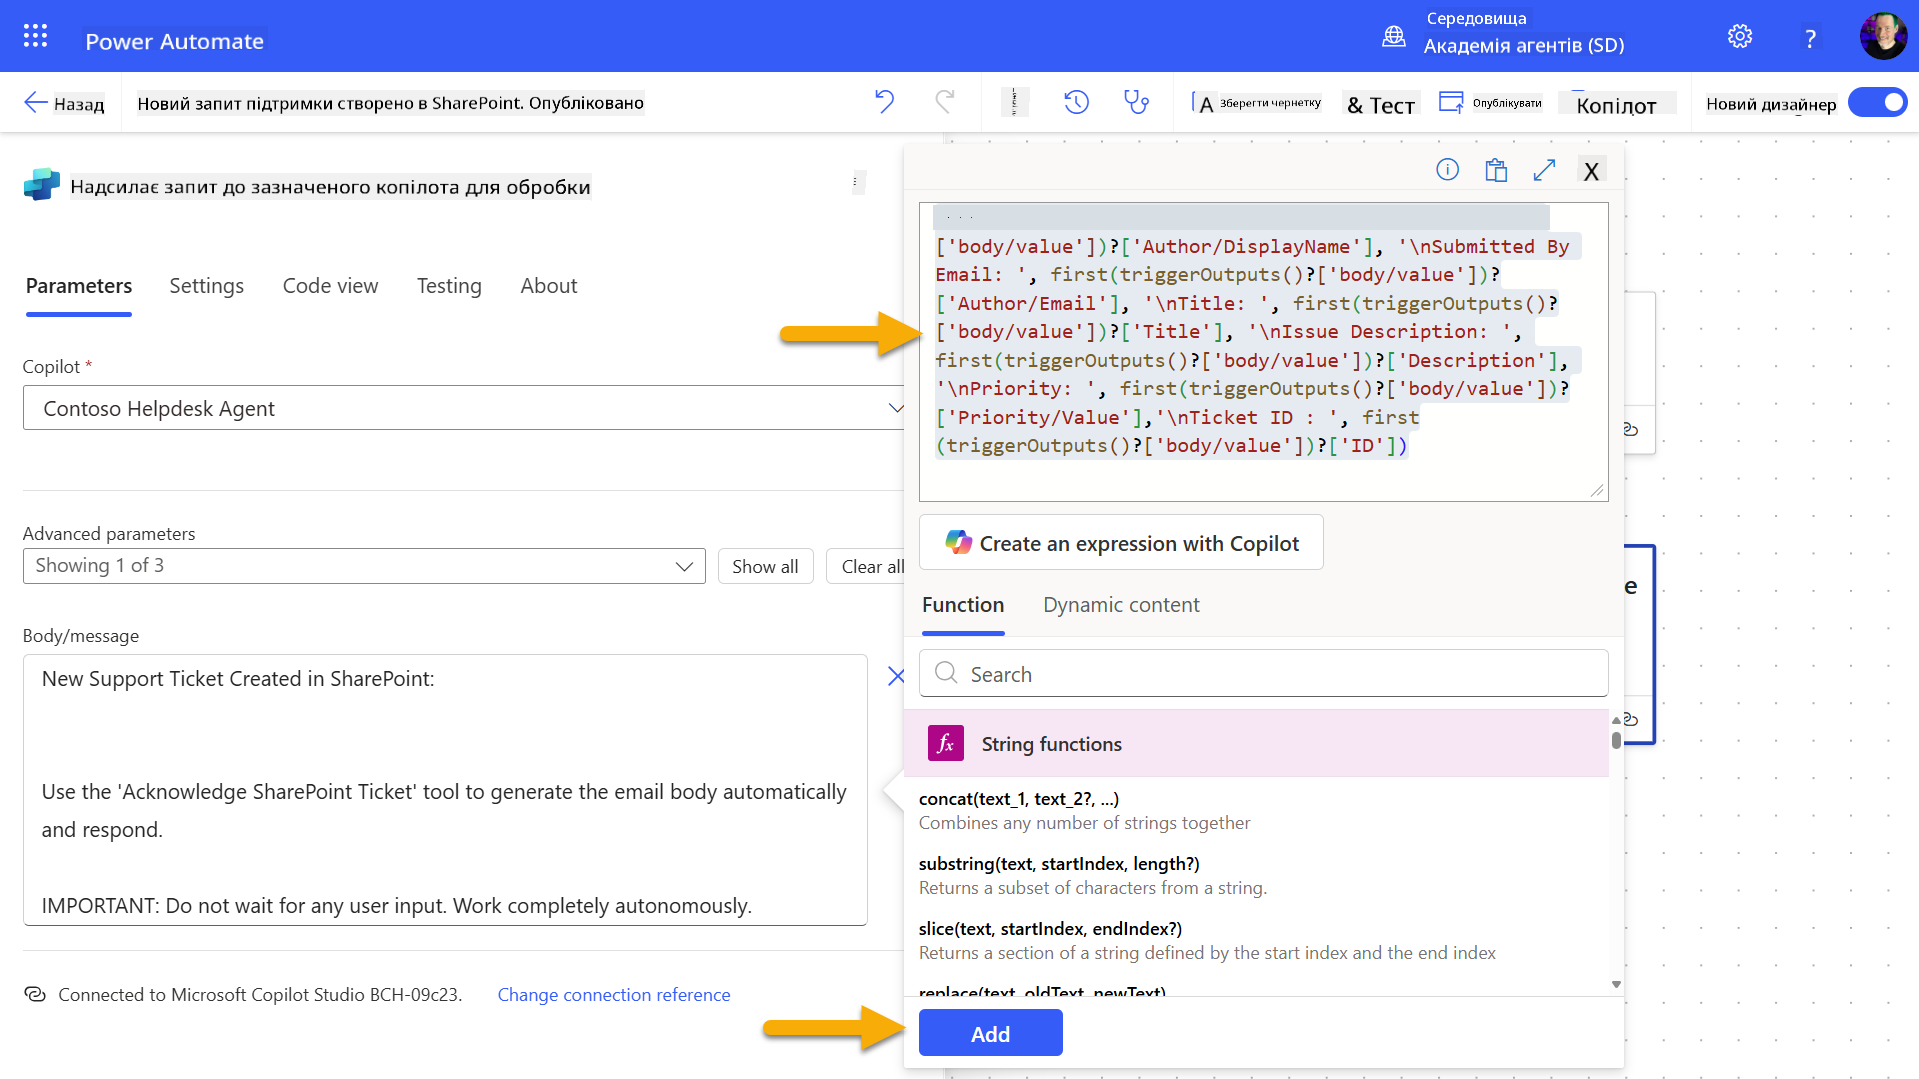 Power Automate
Середовища
Академія агентів (SD)
?
Назад
Новий запит підтримки створено в SharePoint. Опубліковано
A Зберегти чернетку
& Тест
Опублікувати
Копілот
Новий дизайнер
Надсилає запит до зазначеного копілота для обробки
X
Parameters
Settings
Code view
Testing
About
Copilot *
Contoso Helpdesk Agent
Advanced parameters
Showing 1 of 3
Show all
Clear all
Body/message
New Support Ticket Created in SharePoint:
Use the 'Acknowledge SharePoint Ticket' tool to generate the email body automatically
and respond.
IMPORTANT: Do not wait for any user input. Work completely autonomously.
Connected to Microsoft Copilot Studio BCH-09c23.
Change connection reference
...
['body/value'])?['Author/DisplayName'], '\nSubmitted By
Email: ', first(triggerOutputs()?['body/value'])?
['Author/Email'], '\nTitle: ', first(triggerOutputs()?
['body/value'])?['Title'], '\nIssue Description: ',
first(triggerOutputs()?['body/value'])?['Description'],
'\nPriority: ', first(triggerOutputs()?['body/value'])?
['Priority/Value'],'\nTicket ID : ', first
(triggerOutputs()?['body/value'])?['ID'])
Create an expression with Copilot
Function
Dynamic content
Search
fx
String functions
concat(text_1, text_2?, ...)
Combines any number of strings together
substring(text, startIndex, length?)
Returns a subset of characters from a string.
slice(text, startIndex, endIndex?)
Returns a section of a string defined by the start index and the end index
replace(text, oldText, newText)
Add
e